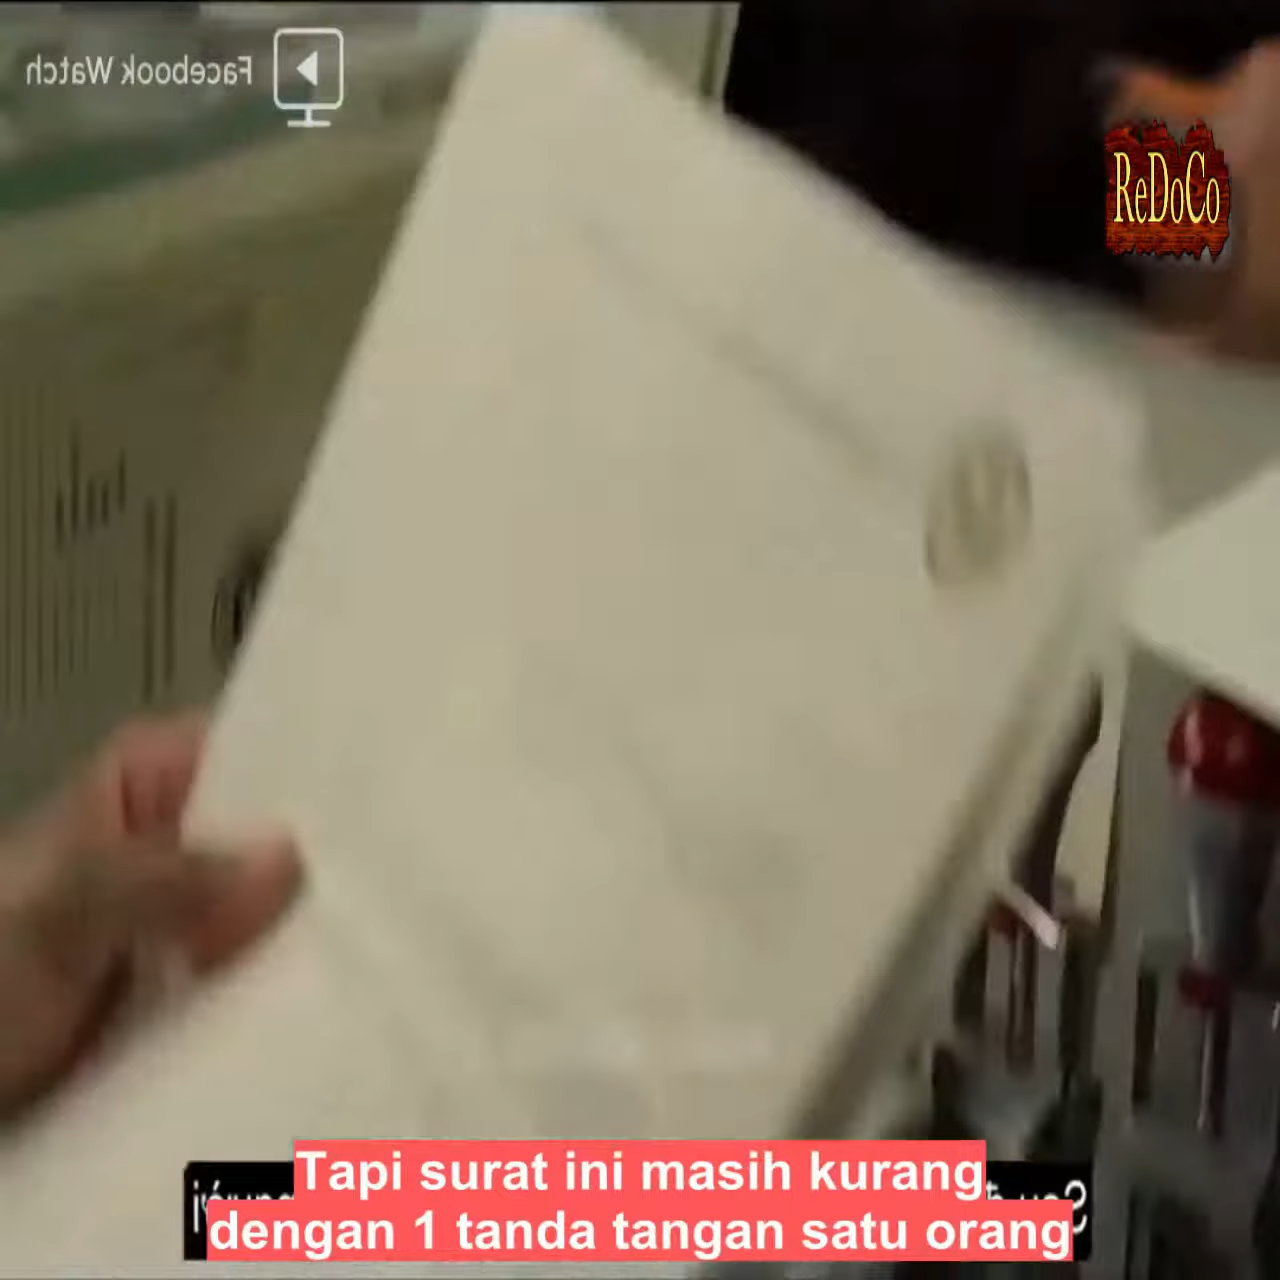 Facebook Watch
ReDoCo
Tapi surat ini masih kurang
dengan 1 tanda tangan satu orang